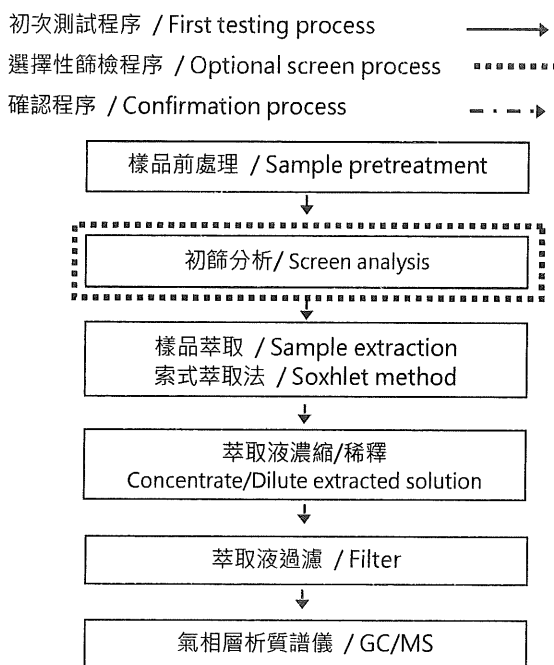 初次測試程序 / First testing process
選擇性篩檢程序 / Optional screen process
確認程序 / Confirmation process
樣品前處理 / Sample pretreatment
初篩分析/ Screen analysis
樣品萃取 / Sample extraction
索式萃取法 / Soxhlet method
萃取液濃縮/稀釋
Concentrate/Dilute extracted solution
萃取液過濾 / Filter
氣相層析質譜儀 / GC/MS